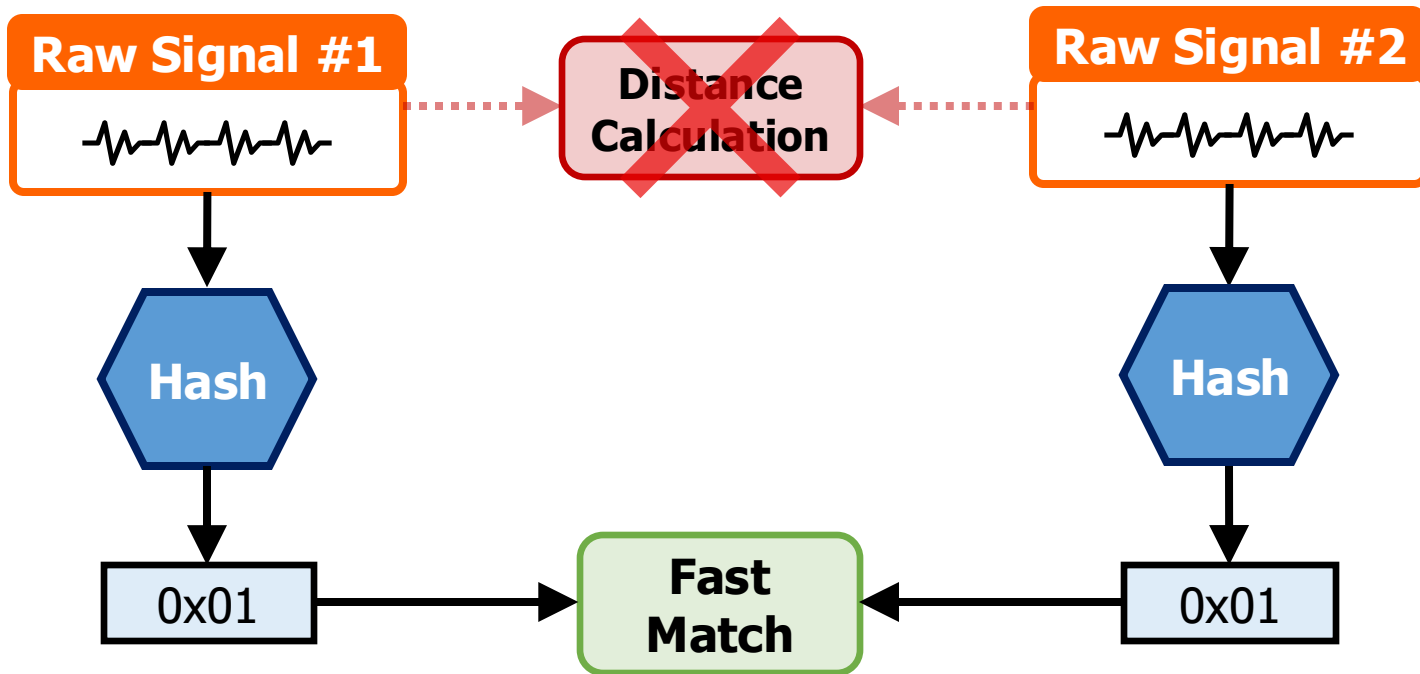 Raw Signal #1
Distance
Calculation
Raw Signal #2
Hash
Hash
0x01
Fast
Match
0x01